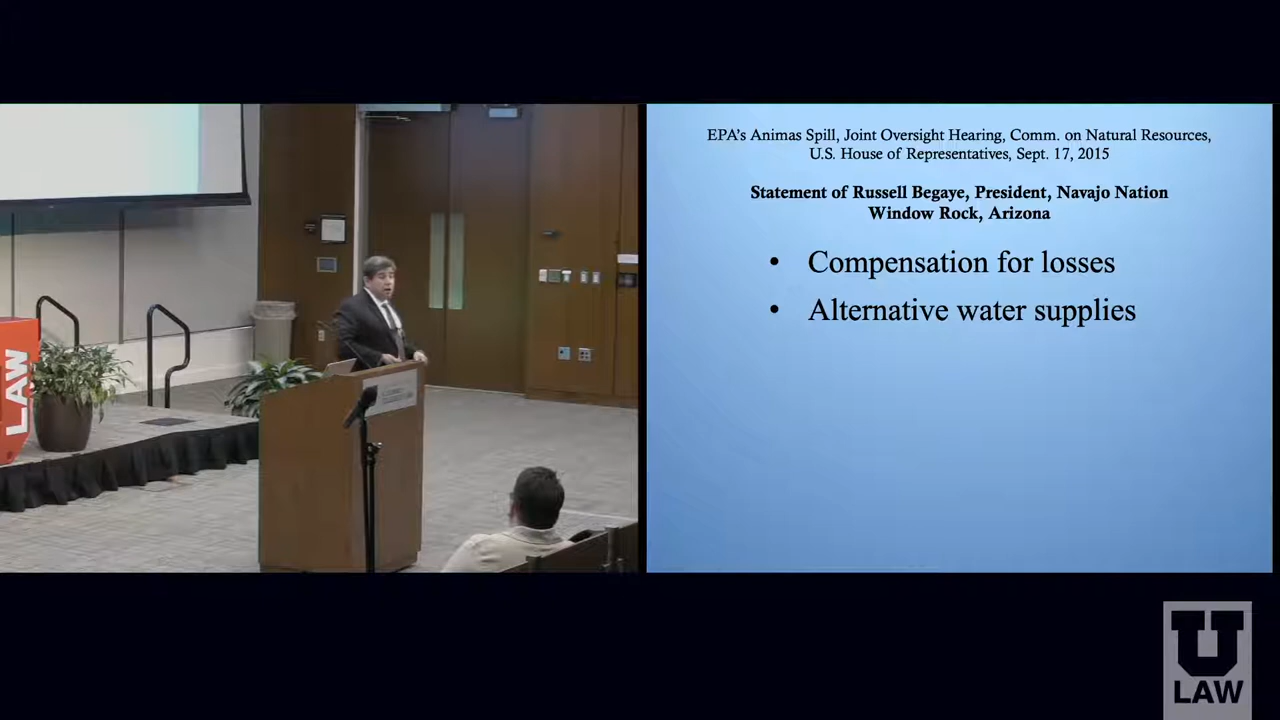 LAW
EPA's Animas Spill, Joint Oversight Hearing, Comm. on Natural Resources,
U.S. House of Representatives, Sept. 17, 2015
Statement of Russell Begaye, President, Navajo Nation
Window Rock, Arizona
• Compensation for losses
• Alternative water supplies
U
LAW